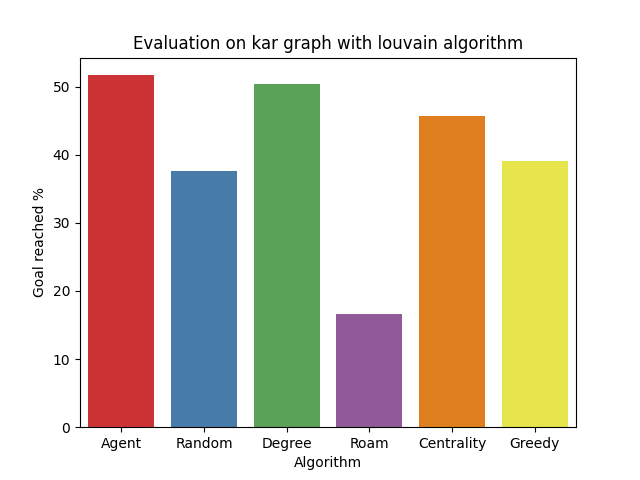 Evaluation on kar graph with louvain algorithm
Goal reached %
50
40
30
20
10
0
Agent Random Degree Roam Centrality Greedy
Algorithm